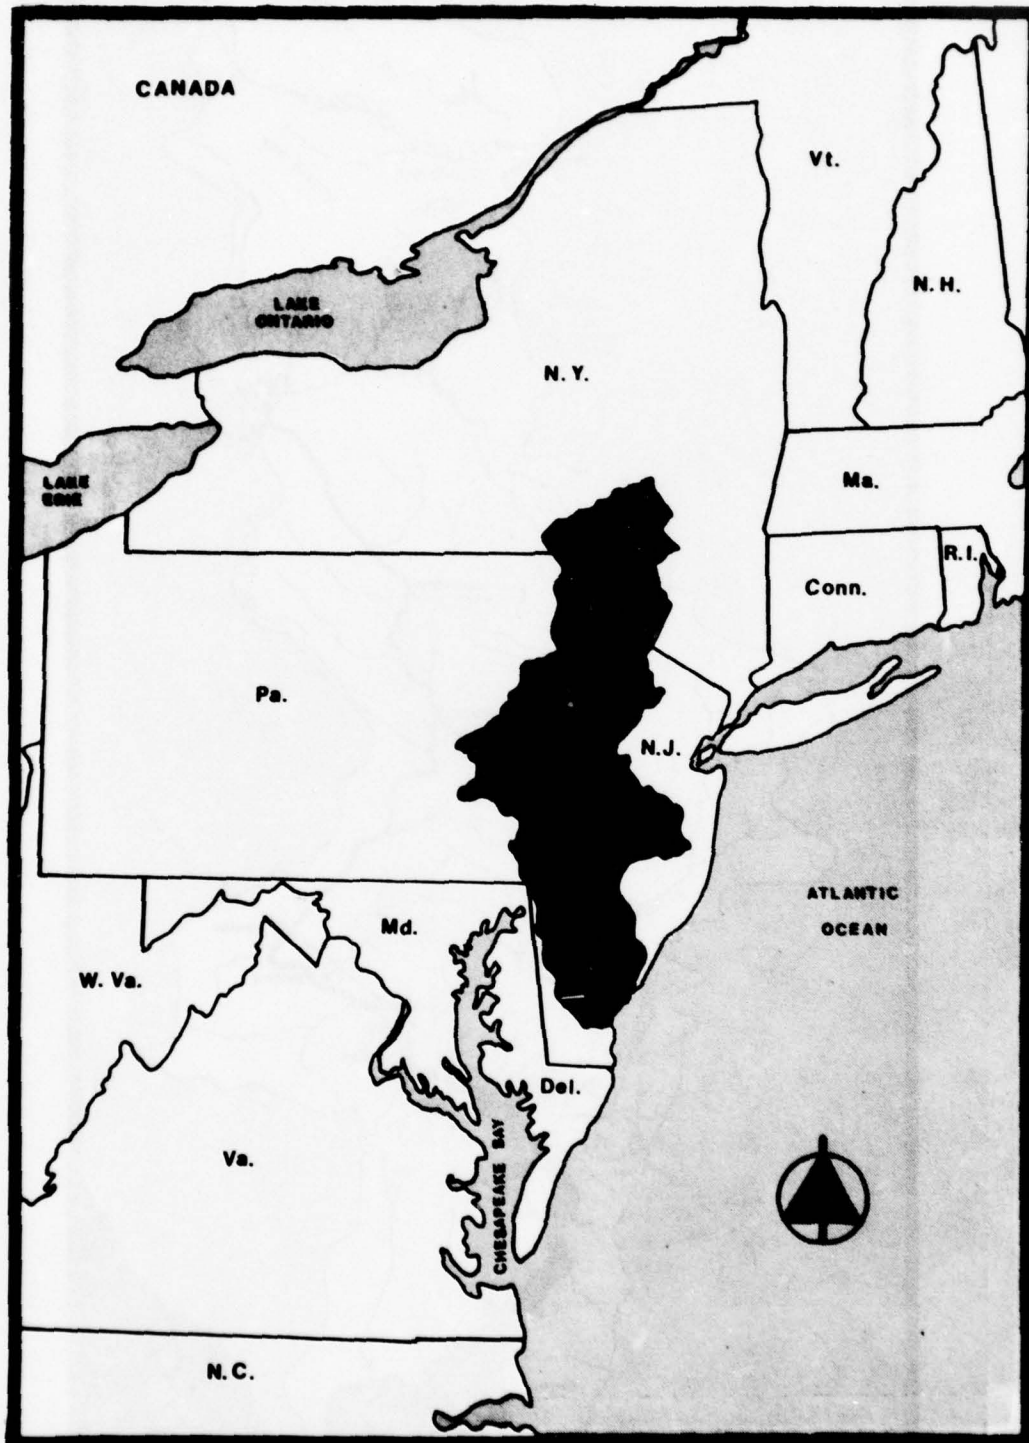 CANADA
Vt.
N.H.
LAKE
ONTARIO
N.Y.
LAKE
ERIE
Ma.
R.I.
Conn.
Pa.
N.J.
ATLANTIC
OCEAN
Md.
W. Va.
Del.
Va.
CHESAPEAKE BAY
N.C.